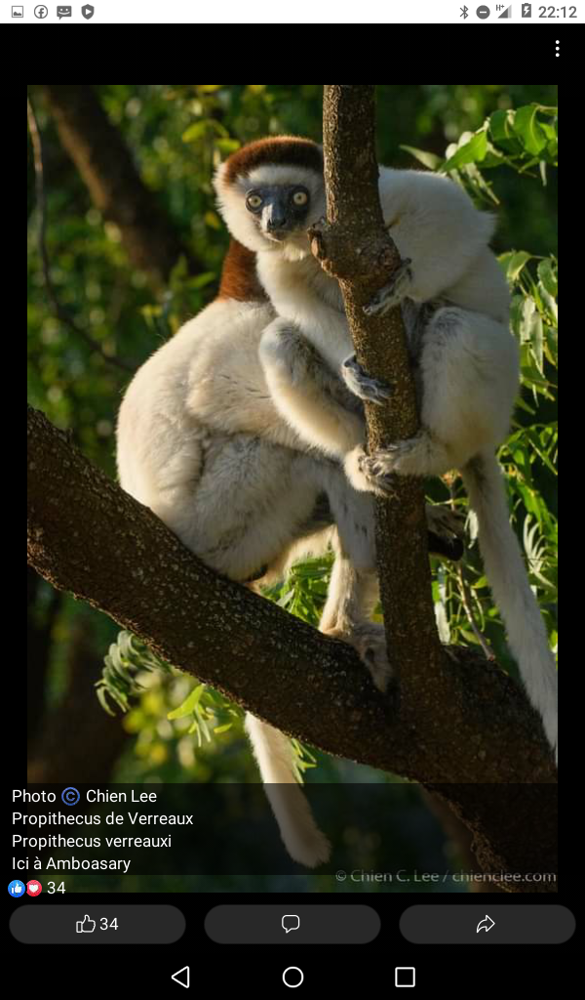 22:12
Photo © Chien Lee
Propithecus de Verreaux
Propithecus verreauxi
Ici à Amboasary
© Chien C. Lee / chienclee.com
34
34